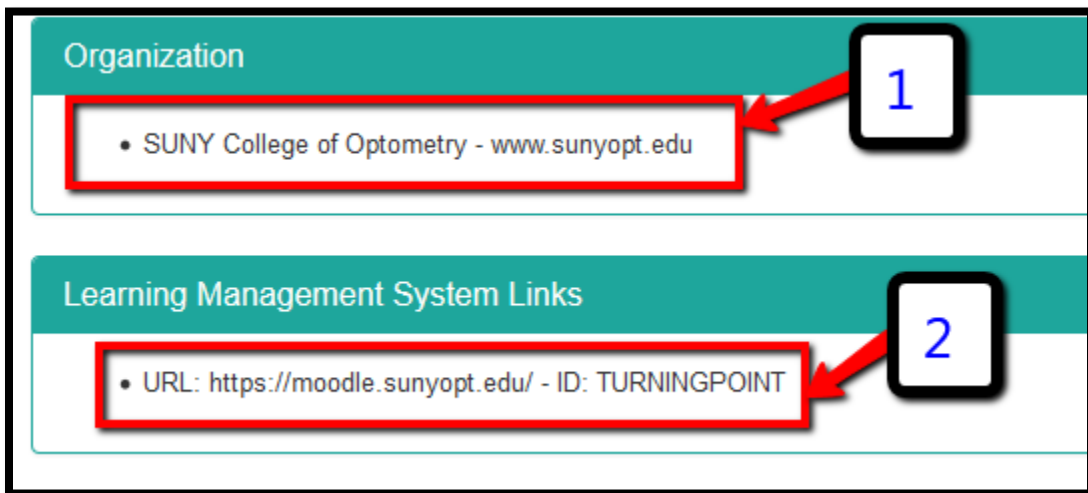 Organization
1
• SUNY College of Optometry - www.sunyopt.edu
Learning Management System Links
2
• URL: https://moodle.sunyopt.edu/ - ID: TURNINGPOINT